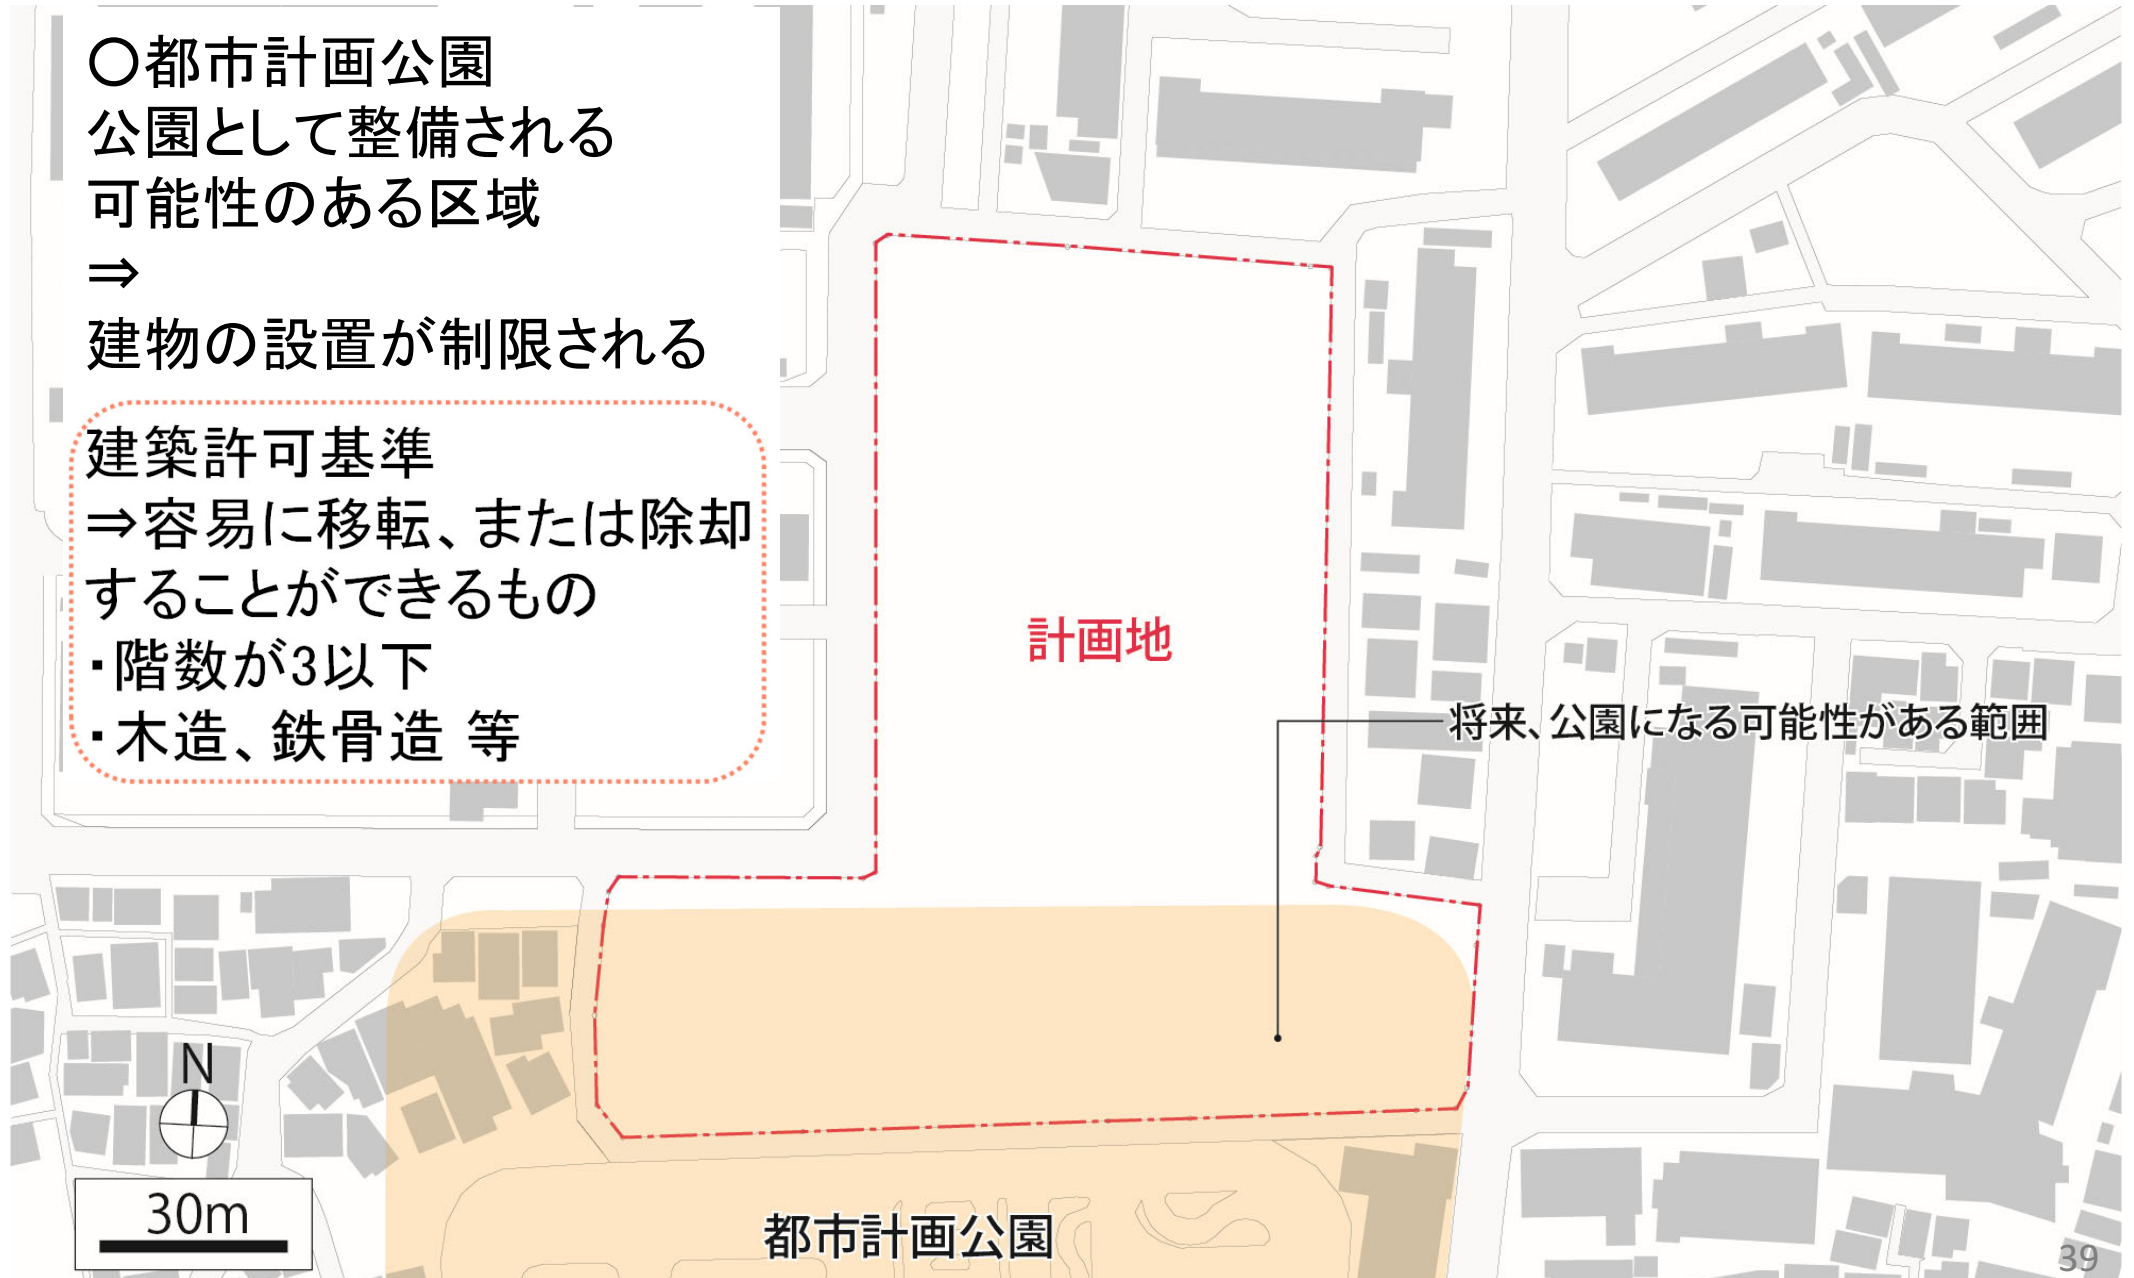 〇都市計画公園
公園として整備される
可能性のある区域
⇒
建物の設置が制限される
建築許可基準
⇒容易に移転、または除却
することができるもの
・階数が3以下
・木造、鉄骨造 等
計画地
将来、公園になる可能性がある範囲
N
30m
都市計画公園
39